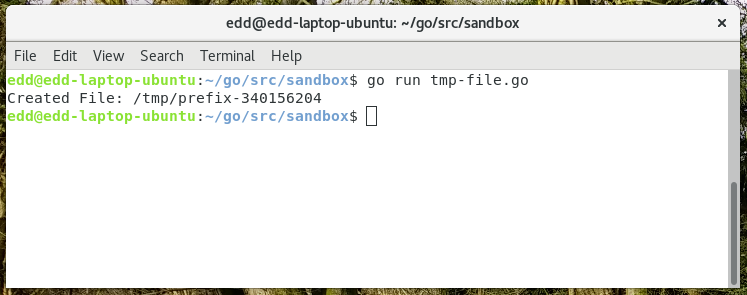 edd@edd-laptop-ubuntu: ~/go/src/sandbox ×
File Edit View Search Terminal Help
edd@edd-laptop-ubuntu:~/go/src/sandbox$ go run tmp-file.go
Created File: /tmp/prefix-340156204
edd@edd-laptop-ubuntu:~/go/src/sandbox$